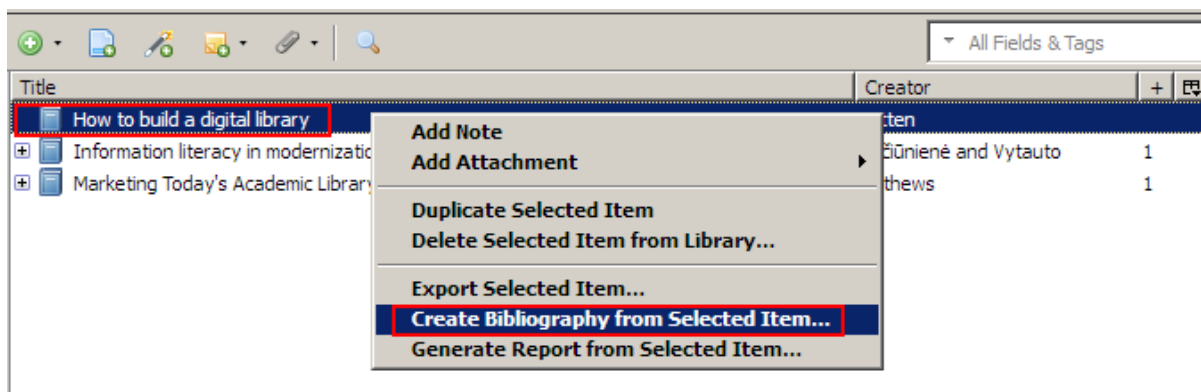 All Fields & Tags
Title Creator +
How to build a digital library tten
Information literacy in modernizatic čiūnienė and Vytauto 1
Marketing Today's Academic Library thews 1
Add Note
Add Attachment
Duplicate Selected Item
Delete Selected Item from Library...
Export Selected Item...
Create Bibliography from Selected Item...
Generate Report from Selected Item...